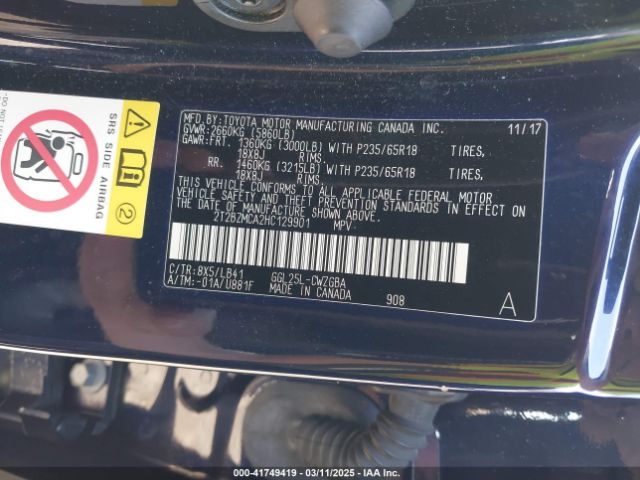 DO NOT
SRS SIDE AIRBAG
2
MFD.BY:TOYOTA MOTOR MANUFACTURING CANADA INC. 11/17
GVWR:2660KG (5860LB)
GAWR:FRT. 1360KG (3000LB) WITH P235/65R18 TIRES,
18X8J RIMS,
RR. 1460KG (3215LB) WITH P235/65R18 TIRES,
18X8J RIMS,
THIS VEHICLE CONFORMS TO ALL APPLICABLE FEDERAL MOTOR
VEHICLE SAFETY AND THEFT PREVENTION STANDARDS IN EFFECT ON
THE DATE OF MANUFACTURE SHOWN ABOVE.
2T2BZMCA2HC129901 MPV
C/TR:8X5/LB41 GGL25L-CWZGBA
A/TM:-01A/U881F MADE IN CANADA 908 A
000-41749419 - 03/11/2025 - IAA Inc.